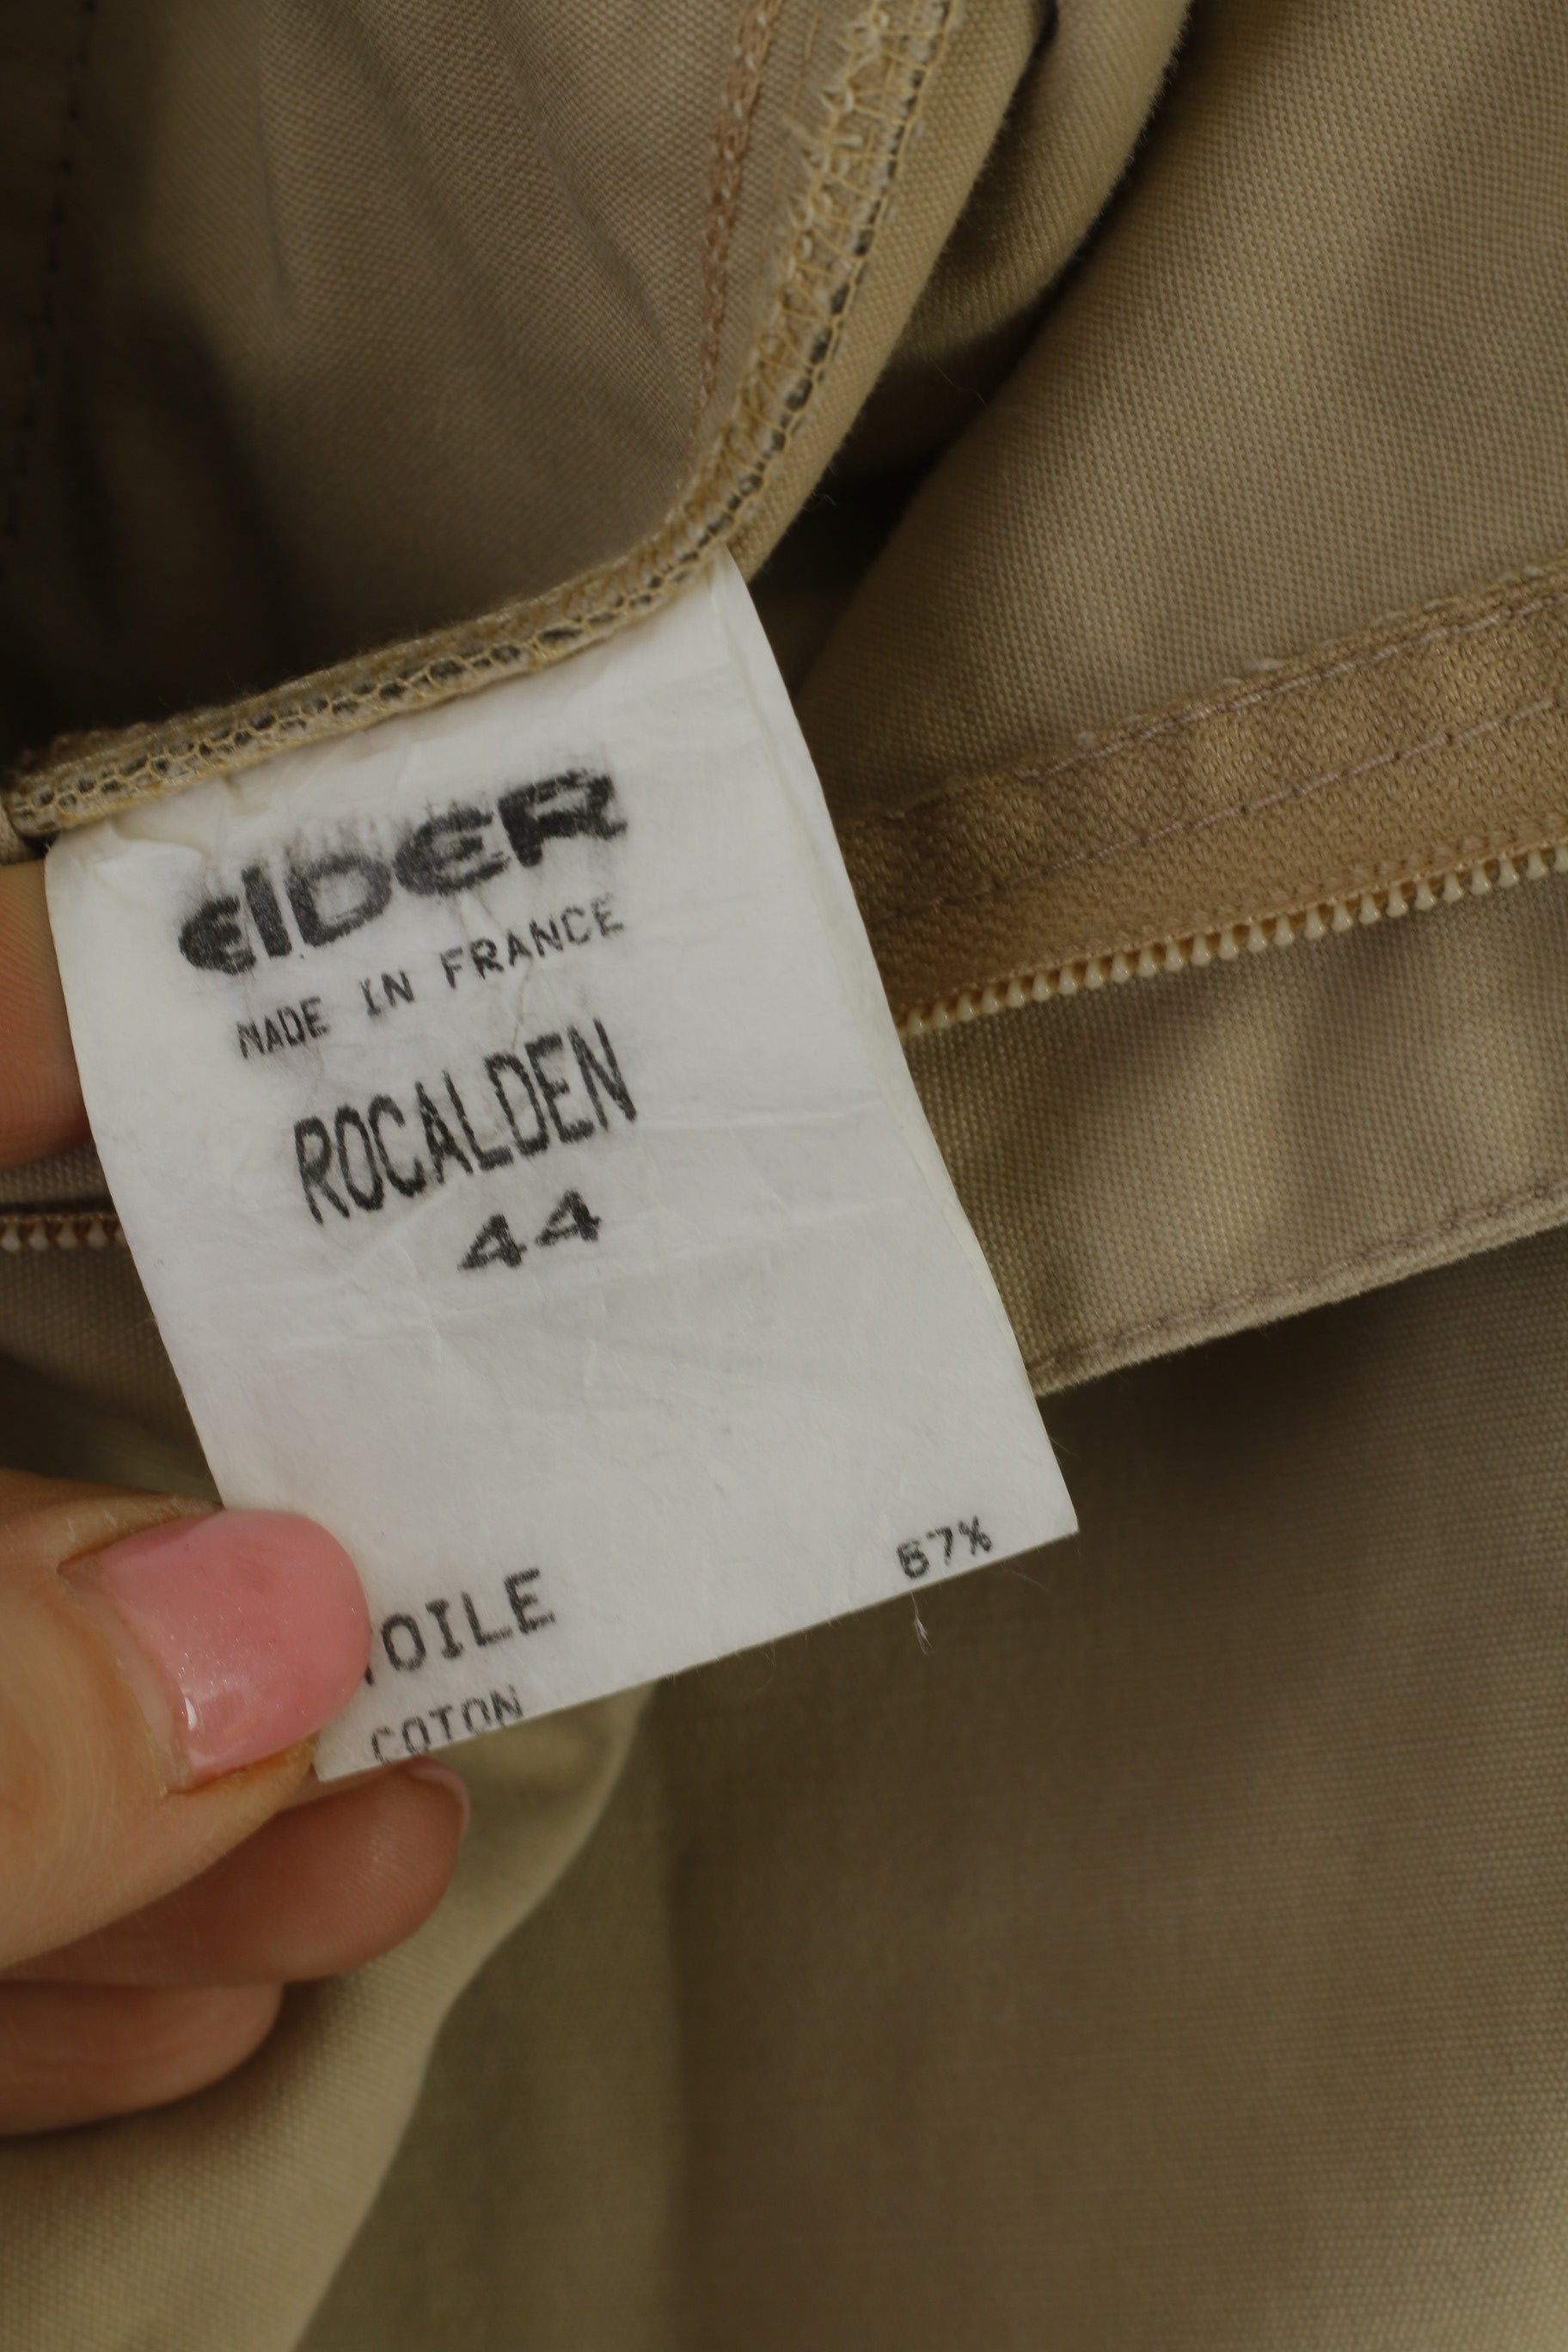 EIDER
MADE IN FRANCE
ROCALDEN
44
TOILE
COTON 67%